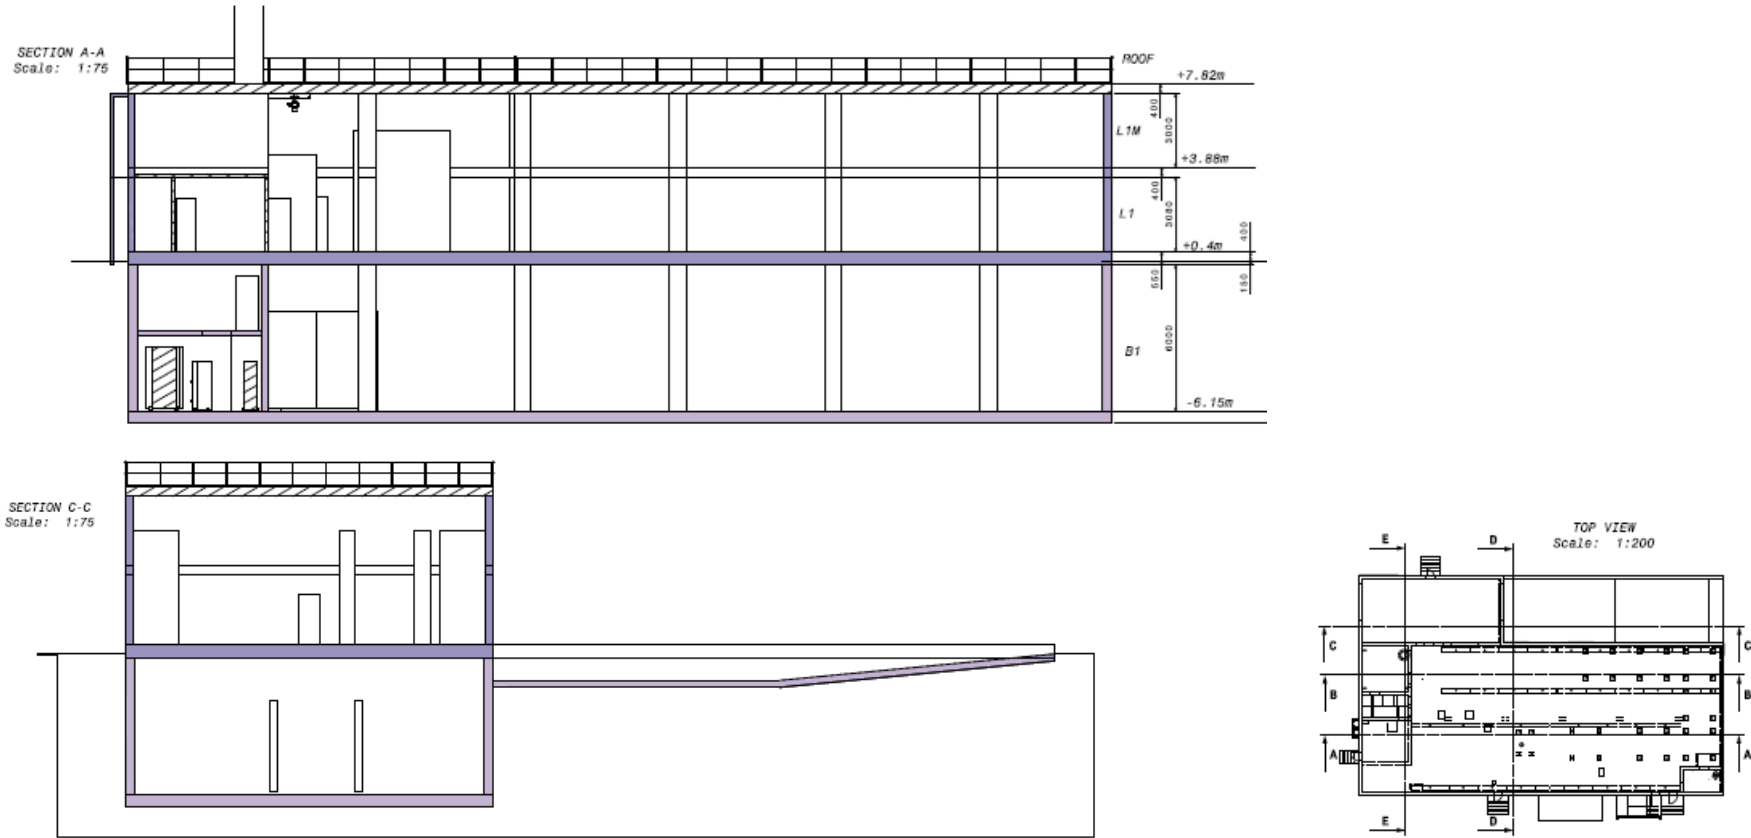 SECTION A-A
Scale: 1:75
ROOF
+7.82m
400
L1M
3000
+3.88m
400
L1
3080
400
+0.4m
550
150
B1
6000
-6.15m
SECTION C-C
Scale: 1:75
TOP VIEW
Scale: 1:200
E
D
C
C
B
B
A
A
E
D